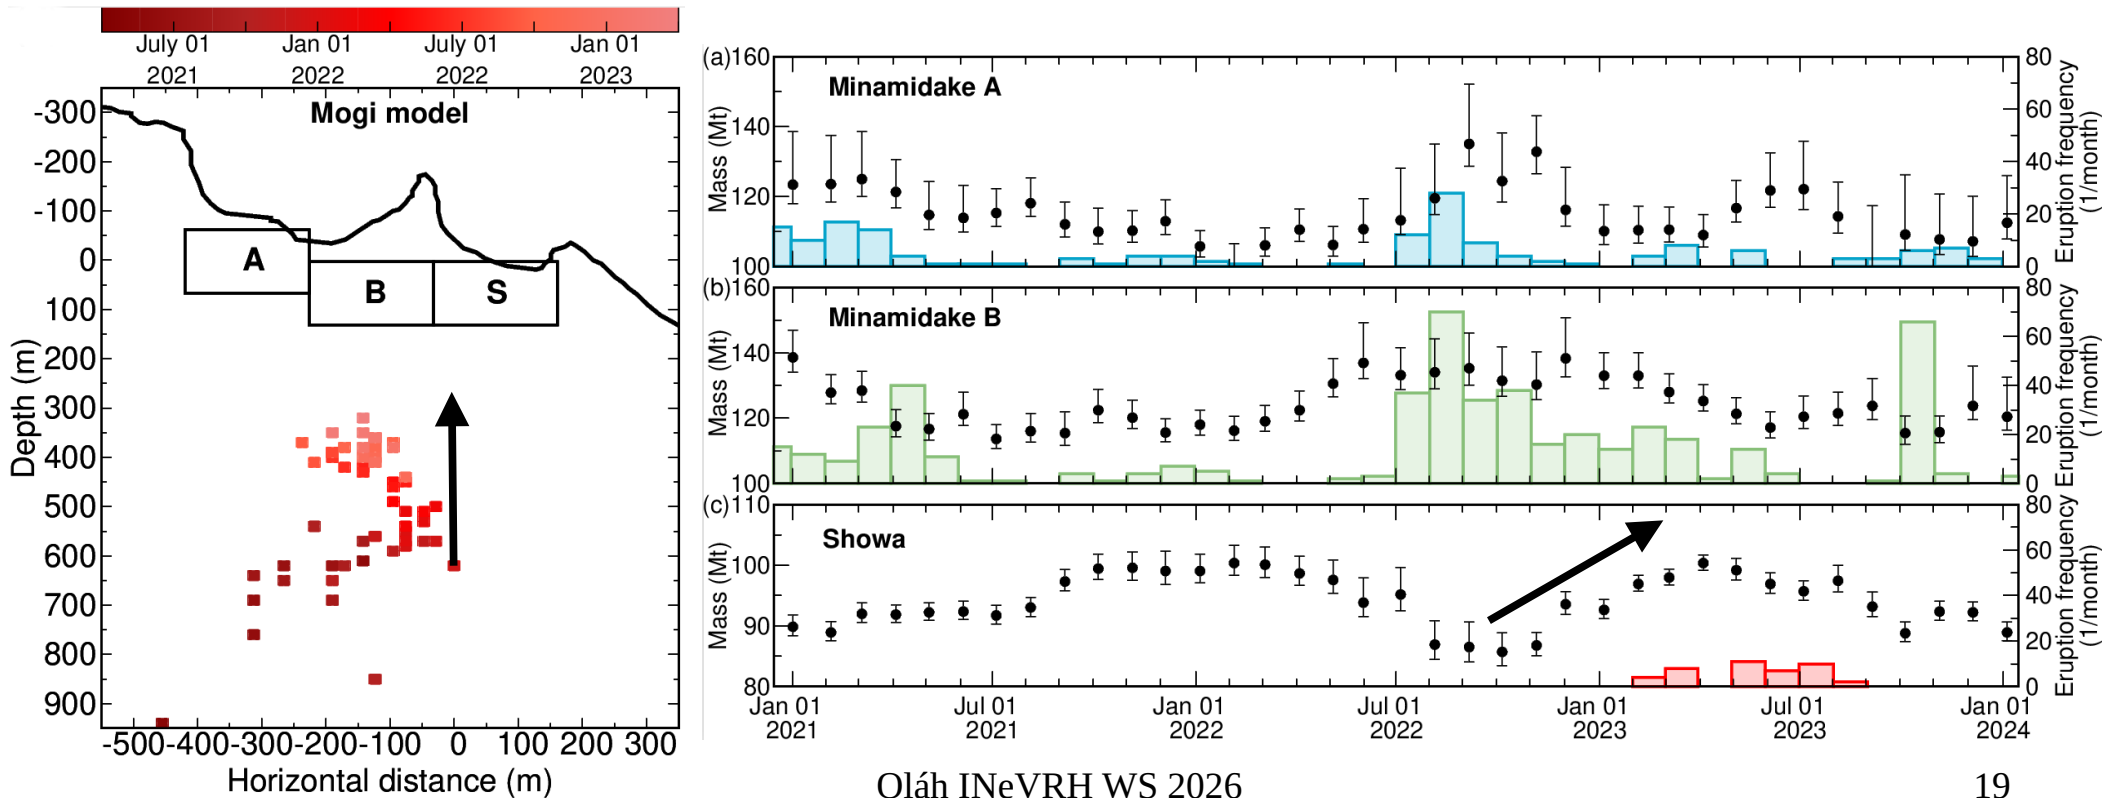 July 01 Jan 01 July 01 Jan 01
2021 2022 2022 2023
Mogi model
-300
-200
-100
0
100
200
300
400
500
600
700
800
900
Depth (m)
A
B
S
-500 -400 -300 -200 -100 0 100 200 300
Horizontal distance (m)
(a)
Minamidake A
160
140
120
100
Mass (Mt)
80
60
40
20
0
Eruption frequency
(1/month)
(b)
Minamidake B
160
140
120
100
Mass (Mt)
80
60
40
20
0
Eruption frequency
(1/month)
(c)
Showa
110
100
90
80
Mass (Mt)
80
60
40
20
0
Eruption frequency
(1/month)
Jan 01 Jul 01 Jan 01 Jul 01 Jan 01 Jul 01 Jan 01
2021 2021 2022 2022 2023 2023 2024
Oláh INeVRH WS 2026
19